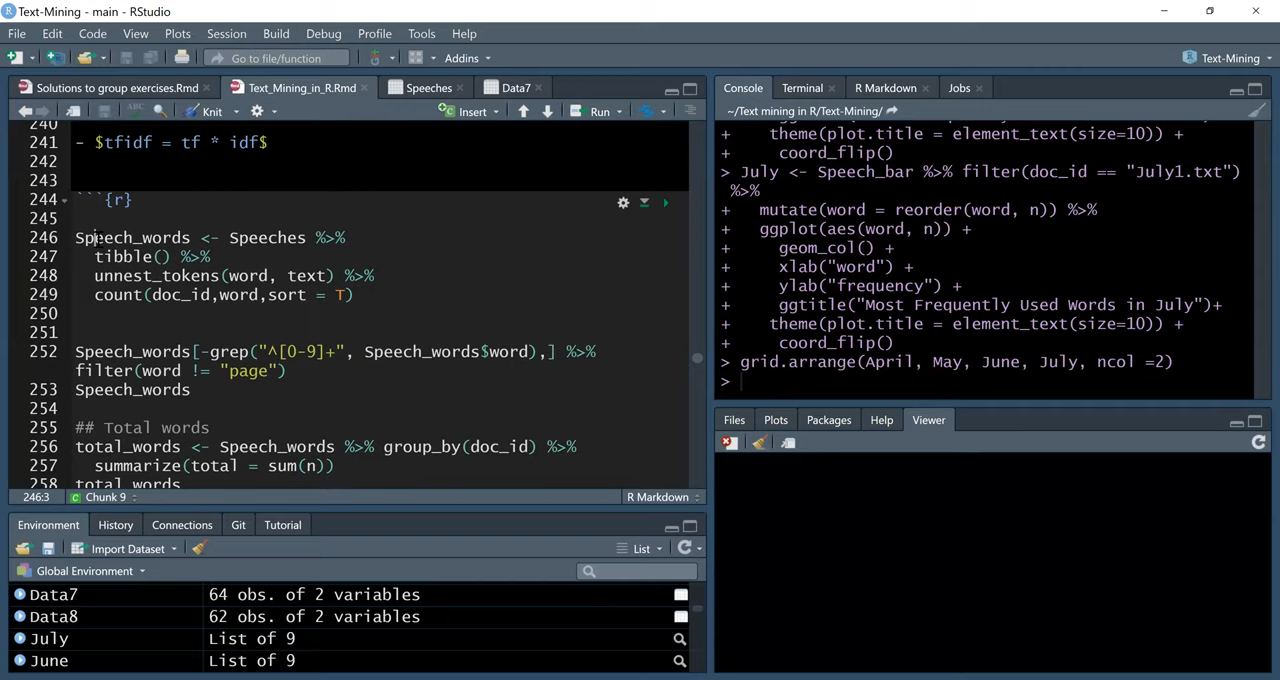 Text-Mining - main - RStudio
File Edit Code View Plots Session Build Debug Profile Tools Help
Go to file/function Addins Text-Mining
Solutions to group exercises.Rmd Text_Mining_in_R.Rmd Speeches Data7
Knit Insert Run
240
241 - $tfidf = tf * idf$
242
243
244 ```{r}
245
246 Speech_words <- Speeches %>%
247 tibble() %>%
248 unnest_tokens(word, text) %>%
249 count(doc_id,word,sort = T)
250
251
252 Speech_words[-grep("^[0-9]+", Speech_words$word),] %>%
filter(word != "page")
253 Speech_words
254
255 ## Total words
256 total_words <- Speech_words %>% group_by(doc_id) %>%
257 summarize(total = sum(n))
258 total_words
246:3 Chunk 9 R Markdown
Environment History Connections Git Tutorial
Import Dataset List
Global Environment
Data7 64 obs. of 2 variables
Data8 62 obs. of 2 variables
July List of 9
June List of 9
Console Terminal R Markdown Jobs
~/Text mining in R/Text-Mining/
+ theme(plot.title = element_text(size=10)) +
+ coord_flip()
> July <- Speech_bar %>% filter(doc_id == "July1.txt")
%>%
+ mutate(word = reorder(word, n)) %>%
+ ggplot(aes(word, n)) +
+ geom_col() +
+ xlab("word") +
+ ylab("frequency") +
+ ggtitle("Most Frequently Used Words in July")+
+ theme(plot.title = element_text(size=10)) +
+ coord_flip()
> grid.arrange(April, May, June, July, ncol =2)
>
Files Plots Packages Help Viewer